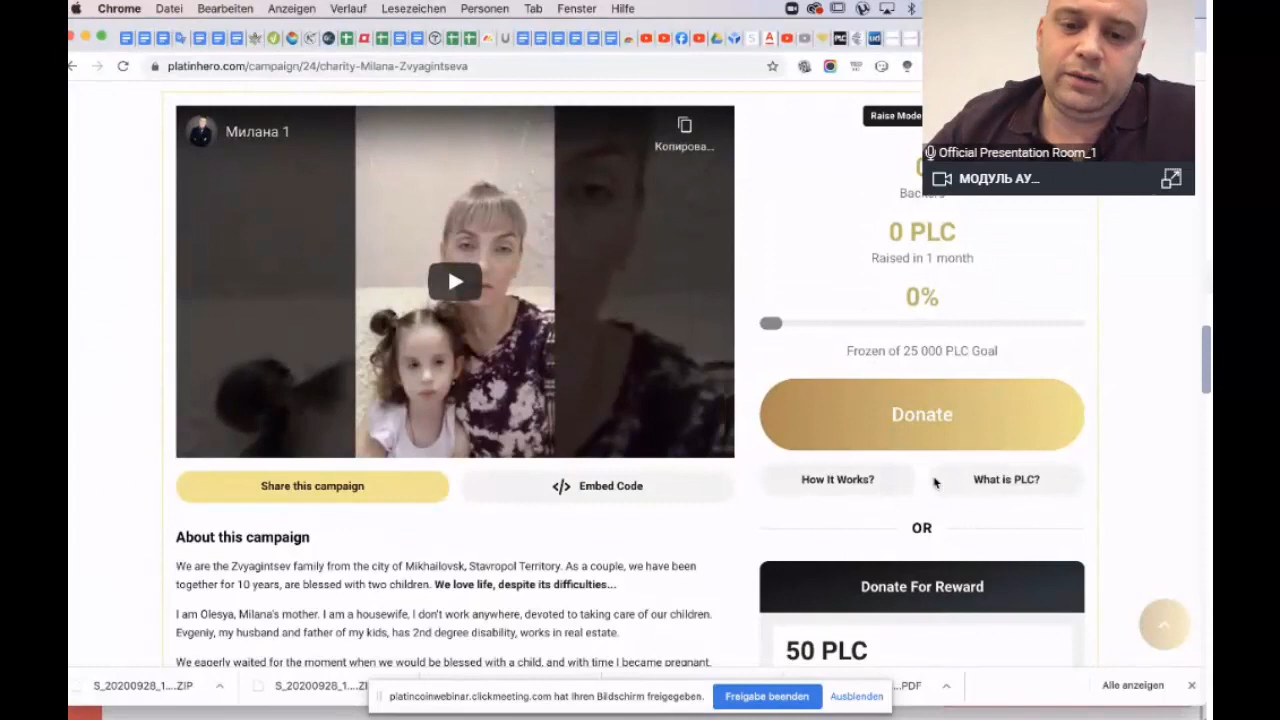 Chrome Datei Bearbeiten Anzeigen Verlauf Lesezeichen Personen Tab Fenster Hilfe
platinhero.com/campaign/24/charity-Milana-Zvyagintseva
Official Presentation Room_1
МОДУЛЬ АУ...
Милана 1
Копирова...
Raise Mode
0 PLC
Raised in 1 month
0%
Frozen of 25 000 PLC Goal
Donate
How It Works?
What is PLC?
OR
Donate For Reward
50 PLC
Share this campaign
</> Embed Code
About this campaign
We are the Zvyagintsev family from the city of Mikhailovsk, Stavropol Territory. As a couple, we have been
together for 10 years, are blessed with two children. We love life, despite its difficulties...
I am Olesya, Milana's mother. I am a housewife, I don't work anywhere, devoted to taking care of our children.
Evgeniy, my husband and father of my kids, has 2nd degree disability, works in real estate.
We eagerly waited for the moment when we would be blessed with a child, and with time I became pregnant.
S_20200928_1....ZIP
S_20200928_1....ZI
...PDF
Alle anzeigen
platincoinwebinar.clickmeeting.com hat Ihren Bildschirm freigegeben.
Freigabe beenden
Ausblenden